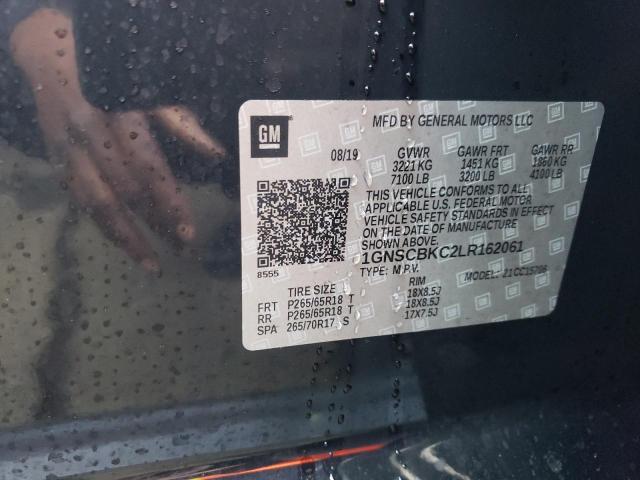 GM
MFD BY GENERAL MOTORS LLC
08/19 GVWR GAWR FRT GAWR RR
3221 KG 1451 KG 1860 KG
7100 LB 3200 LB 4100 LB
THIS VEHICLE CONFORMS TO ALL
APPLICABLE U.S. FEDERAL MOTOR
VEHICLE SAFETY STANDARDS IN EFFECT
ON THE DATE OF MANUFACTURE
SHOWN ABOVE.
1GNSCBKC2LR162061
8555
TYPE: M.P.V. MODEL: 21CC15706
TIRE SIZE RIM
FRT P265/65R18 T 18X8.5J
RR P265/65R18 T 18X8.5J
SPA 265/70R17 S 17X7.5J